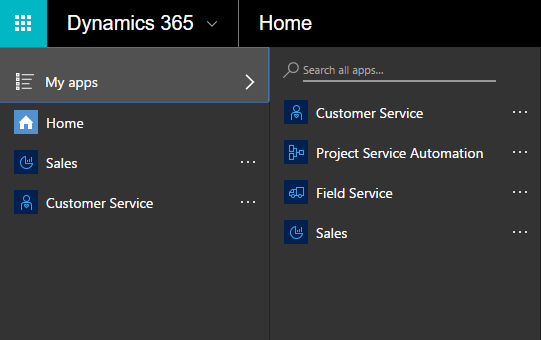 Dynamics 365
Home
My apps
Home
Sales
Customer Service
Search all apps...
Customer Service
Project Service Automation
Field Service
Sales